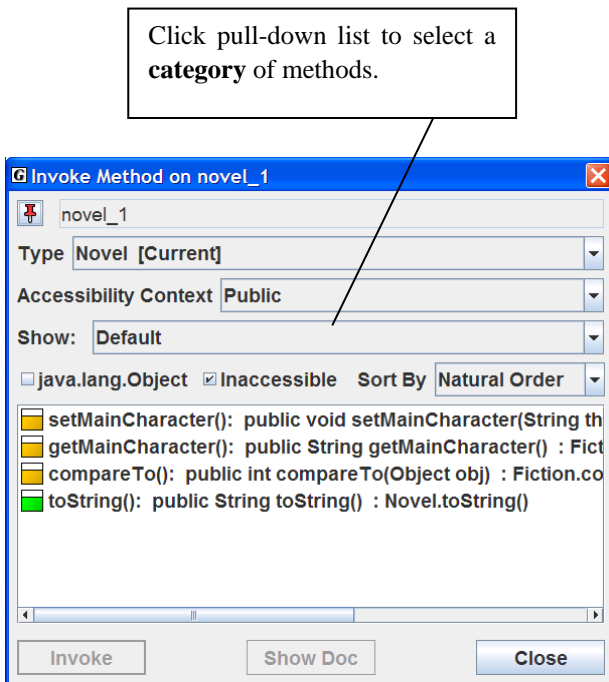 Click pull-down list to select a
category of methods.
Invoke Method on novel_1
novel_1
Type Novel [Current]
Accessibility Context Public
Show: Default
java.lang.Object Inaccessible Sort By Natural Order
setMainCharacter(): public void setMainCharacter(String th
getMainCharacter(): public String getMainCharacter() : Fict
compareTo(): public int compareTo(Object obj) : Fiction.co
toString(): public String toString() : Novel.toString()
Invoke Show Doc Close